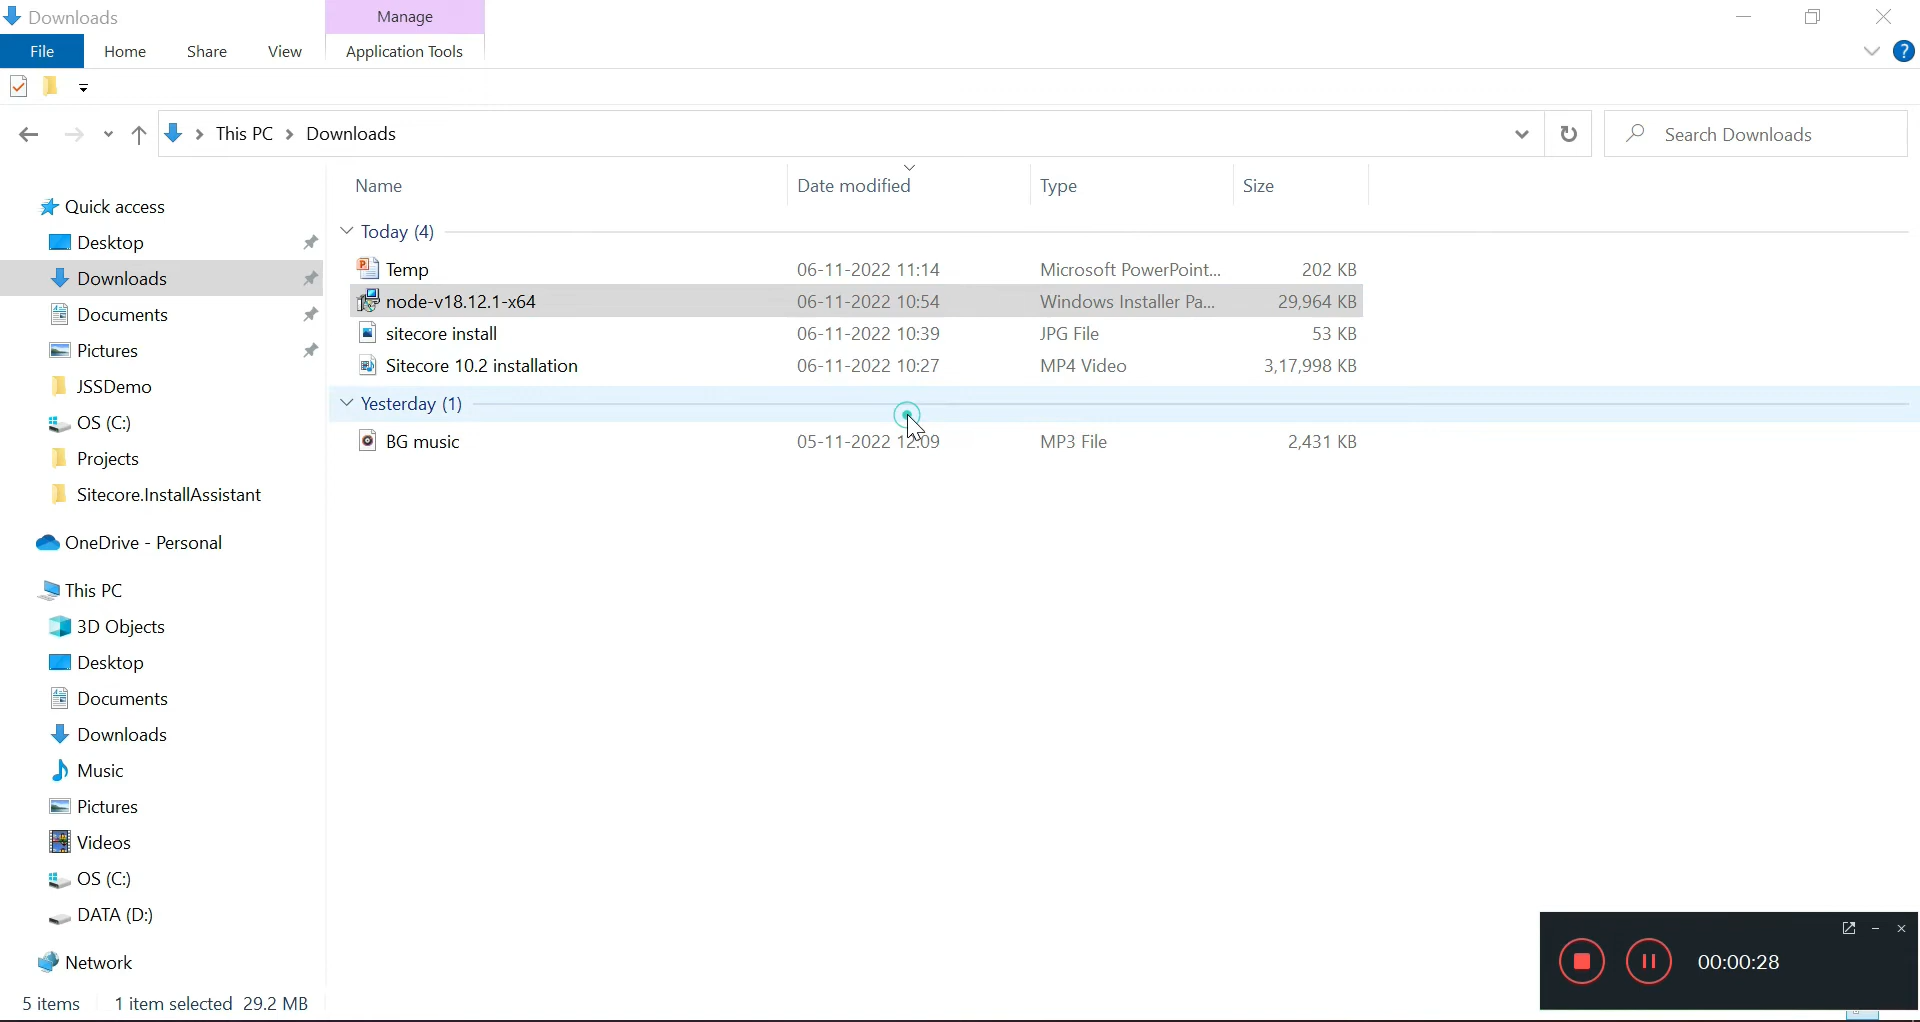 Downloads
Manage
File
Home
Share
View
Application Tools
?
This PC
Downloads
Search Downloads
Name
Date modified
Type
Size
Quick access
Desktop
Downloads
Documents
Pictures
JSSDemo
OS (C:)
Projects
Sitecore.InstallAssistant
OneDrive - Personal
This PC
3D Objects
Desktop
Documents
Downloads
Music
Pictures
Videos
OS (C:)
DATA (D:)
Network
Today (4)
Temp 06-11-2022 11:14 Microsoft PowerPoint... 202 KB
node-v18.12.1-x64 06-11-2022 10:54 Windows Installer Pa... 29,964 KB
sitecore install 06-11-2022 10:39 JPG File 53 KB
Sitecore 10.2 installation 06-11-2022 10:27 MP4 Video 3,17,998 KB
Yesterday (1)
BG music 05-11-2022 12:09 MP3 File 2,431 KB
00:00:28
5 items 1 item selected 29.2 MB